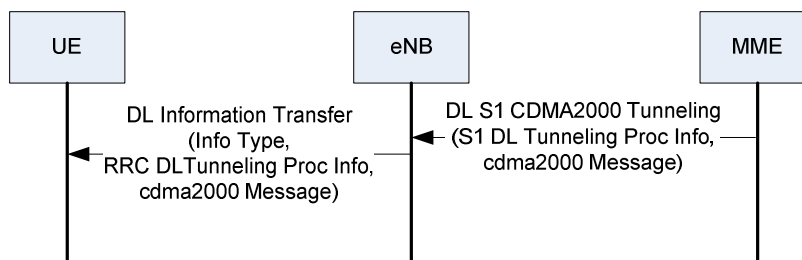 UE
eNB
MME
DL Information Transfer
(Info Type,
RRC DLTunneling Proc Info,
cdma2000 Message)
DL S1 CDMA2000 Tunneling
(S1 DL Tunneling Proc Info,
cdma2000 Message)